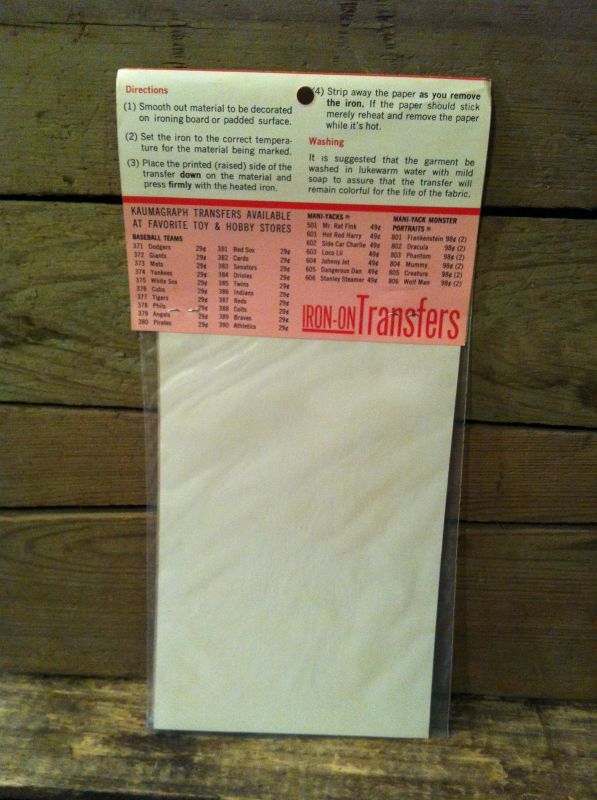 Directions
(1) Smooth out material to be decorated
on ironing board or padded surface.
(2) Set the iron to the correct tempera-
ture for the material being marked.
(3) Place the printed (raised) side of the
transfer down on the material and
press firmly with the heated iron.
(4) Strip away the paper as you remove
the iron. If the paper should stick
merely reheat and remove the paper
while it's hot.
Washing
It is suggested that the garment be
washed in lukewarm water with mild
soap to assure that the transfer will
remain colorful for the life of the fabric.
KAUMAGRAPH TRANSFERS AVAILABLE
AT FAVORITE TOY & HOBBY STORES
BASEBALL TEAMS
371 Dodgers 29¢
372 Giants 29¢
373 Mets 29¢
374 Yankees 29¢
375 White Sox 29¢
376 Cubs 29¢
377 Tigers 29¢
378 Phils 29¢
379 Angels 29¢
380 Pirates 29¢
381 Red Sox 29¢
382 Cards 29¢
383 Senators 29¢
384 Orioles 29¢
385 Twins 29¢
386 Indians 29¢
387 Reds 29¢
388 Colts 29¢
389 Braves 29¢
390 Athletics 29¢
MANI-YACKS ®
501 Mr. Rat Fink 49¢
601 Hot Rod Harry 49¢
602 Side Car Charlie 49¢
603 Loco Lil 49¢
604 Johnny Jet 49¢
605 Dangerous Dan 49¢
606 Stanley Steamer 49¢
MANI-YACK MONSTER
PORTRAITS ®
801 Frankenstein 98¢ (2)
802 Dracula 98¢ (2)
803 Phantom 98¢ (2)
804 Mummy 98¢ (2)
805 Creature 98¢ (2)
806 Wolf Man 98¢ (2)
IRON-ON Transfers